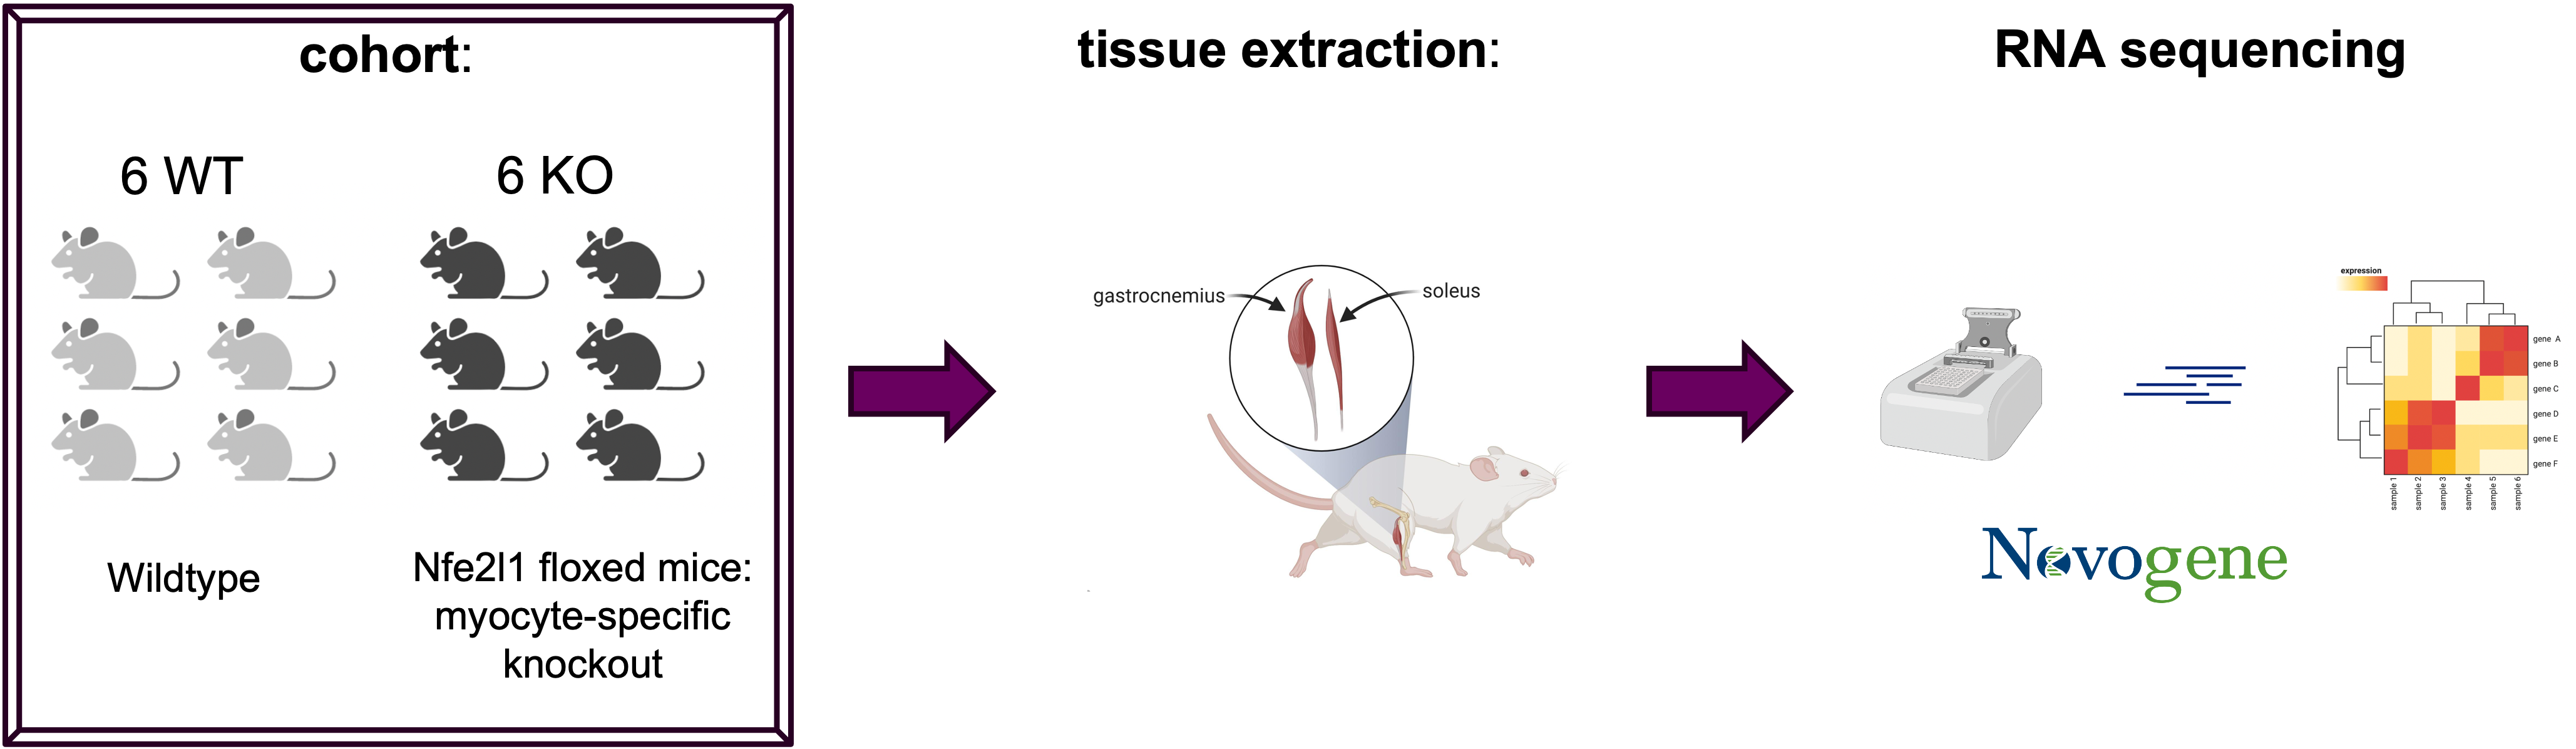 cohort:
6 WT
6 KO
Wildtype
Nfe2l1 floxed mice:
myocyte-specific
knockout
tissue extraction:
gastrocnemius
soleus
RNA sequencing
expression
gene A
gene B
gene C
gene D
gene E
gene F
sample 1
sample 2
sample 3
sample 4
sample 5
sample 6
Novogene